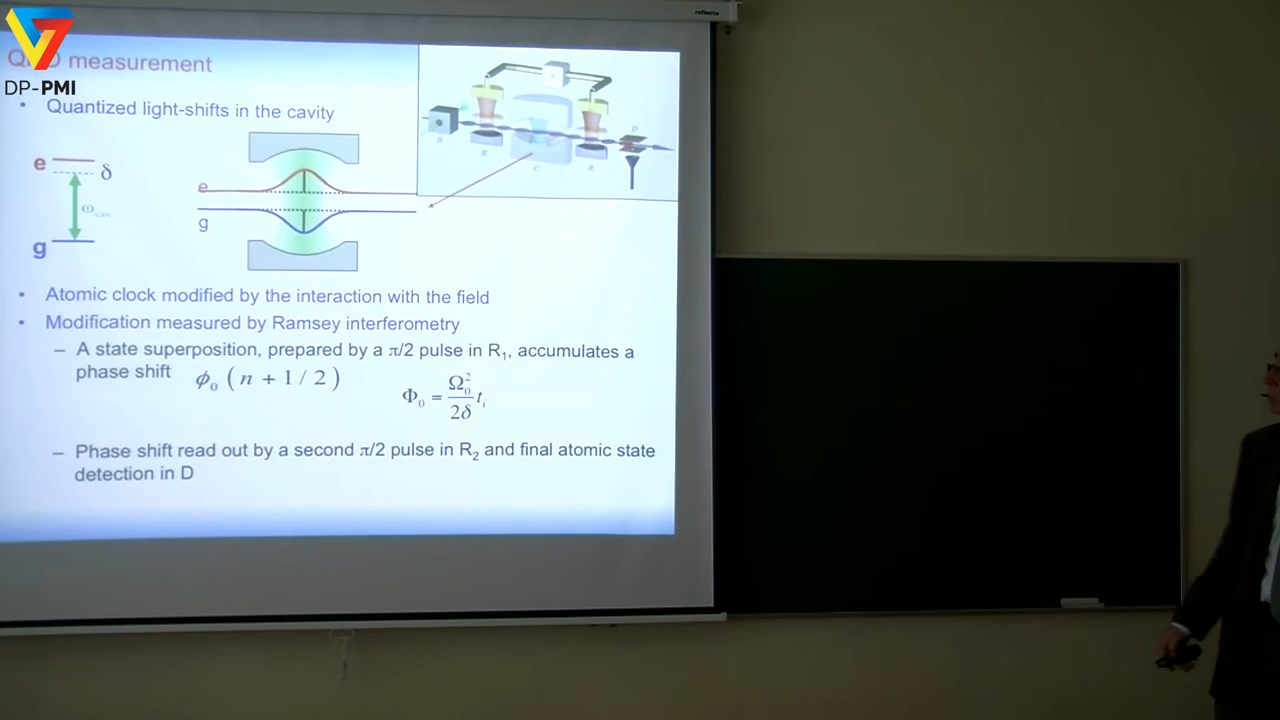 reflecta
DP-PMI
measurement
• Quantized light-shifts in the cavity
e
δ
ω
g
e
g
B
R
C
R
D
• Atomic clock modified by the interaction with the field
• Modification measured by Ramsey interferometry
– A state superposition, prepared by a π/2 pulse in R₁, accumulates a
phase shift ϕ₀ (n + 1 / 2)
Φ₀ = Ω₀² / 2δ tᵢ
– Phase shift read out by a second π/2 pulse in R₂ and final atomic state
detection in D